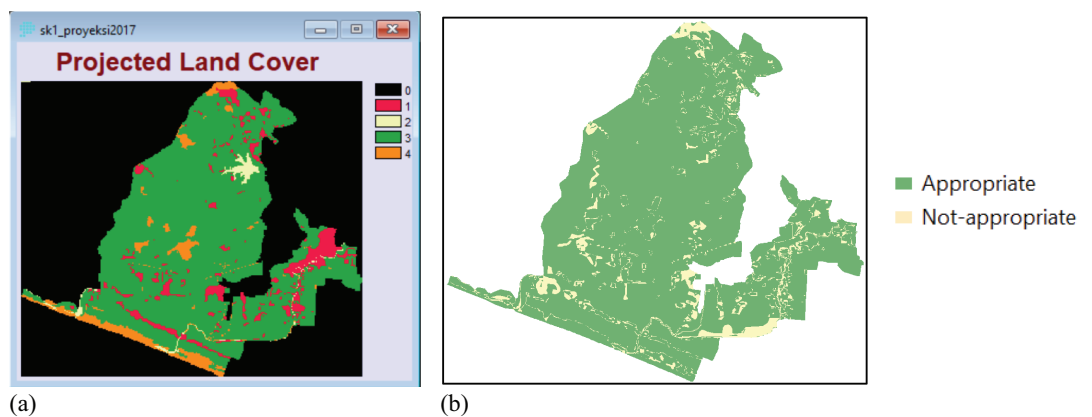 sk1_proyeksi2017
Projected Land Cover
0
1
2
3
4
Appropriate
Not-appropriate
(a)
(b)